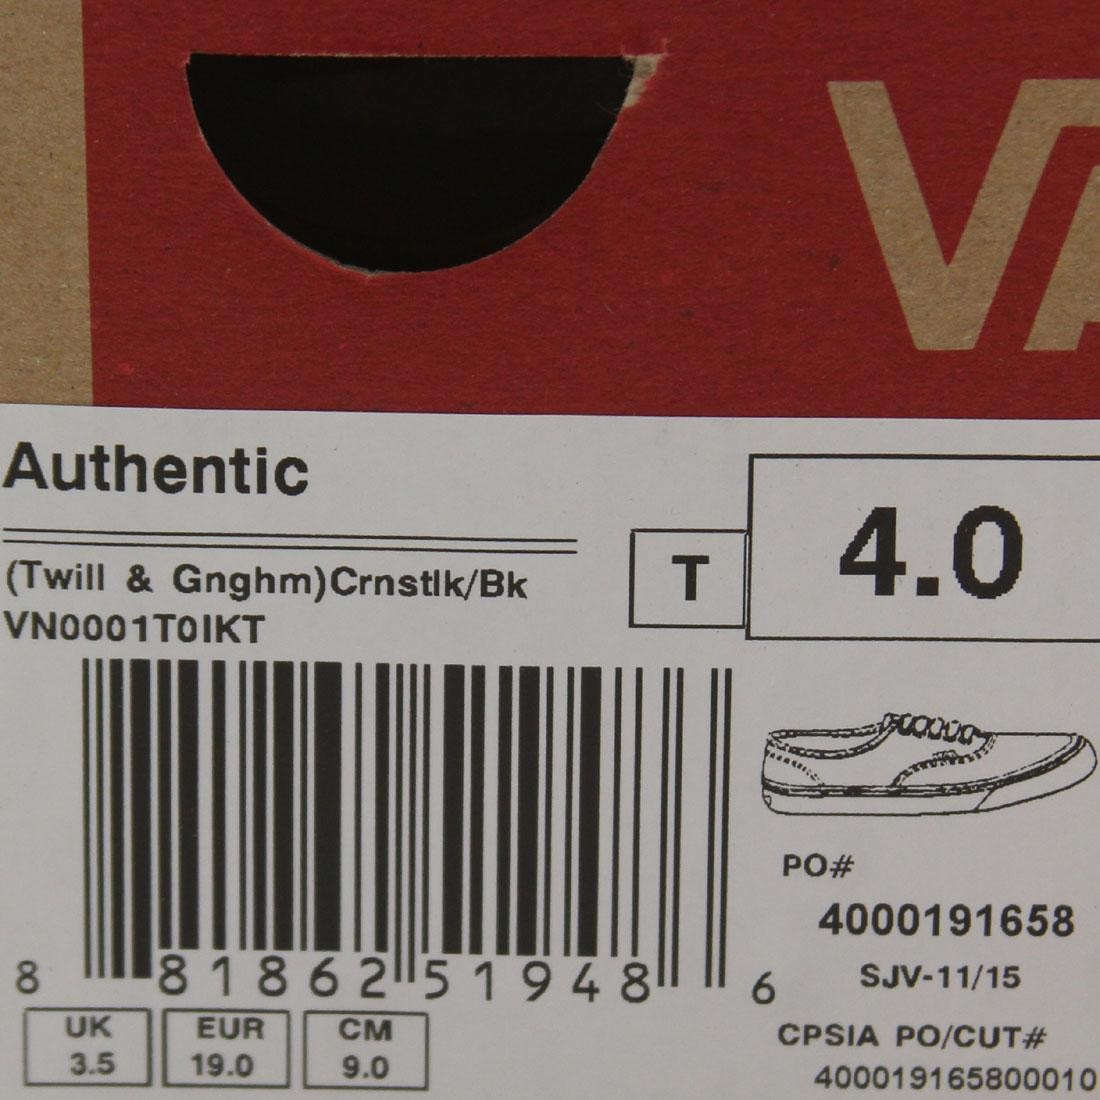 VA
Authentic
T
4.0
(Twill & Gnghm)Crnstlk/Bk
VN0001T0IKT
8 81862 51948 6
PO#
4000191658
SJV-11/15
CPSIA PO/CUT#
400019165800010
UK EUR CM
3.5 19.0 9.0